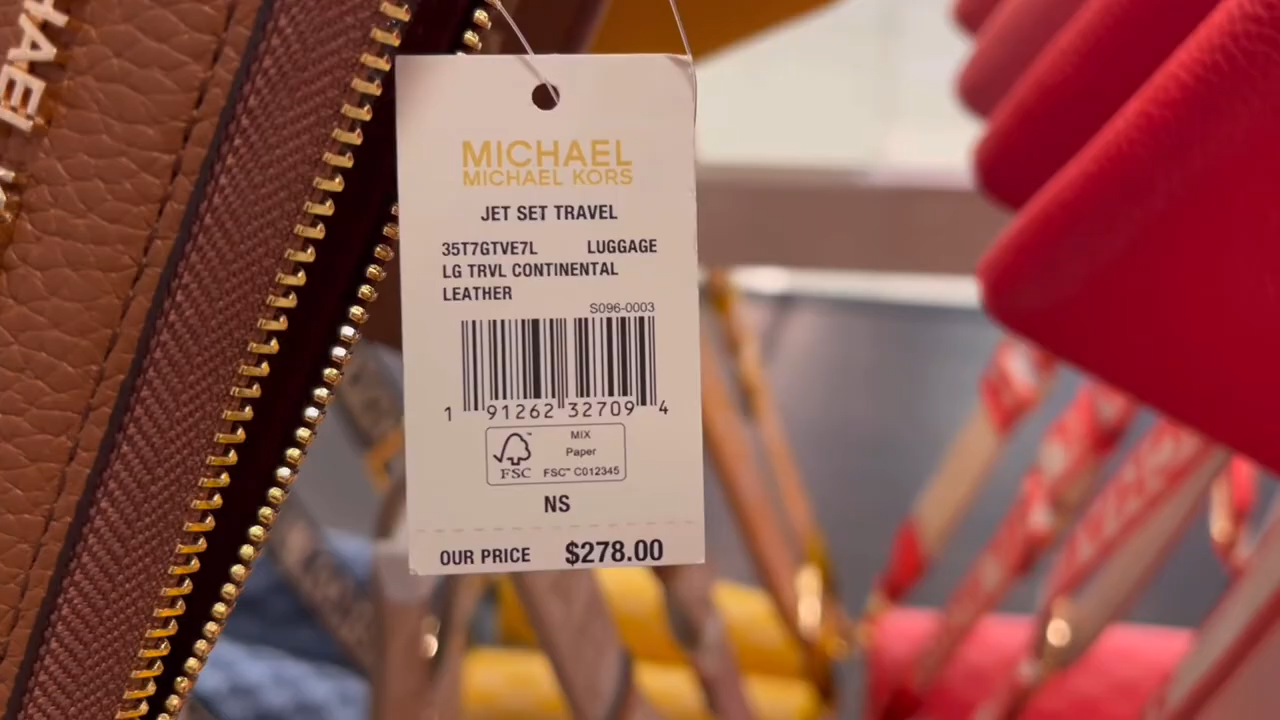 HAEL
MICHAEL
MICHAEL KORS
JET SET TRAVEL
35T7GTVE7L LUGGAGE
LG TRVL CONTINENTAL
LEATHER
S096-0003
1 91262 32709 4
MIX
Paper
FSC™ C012345
FSC
NS
OUR PRICE $278.00